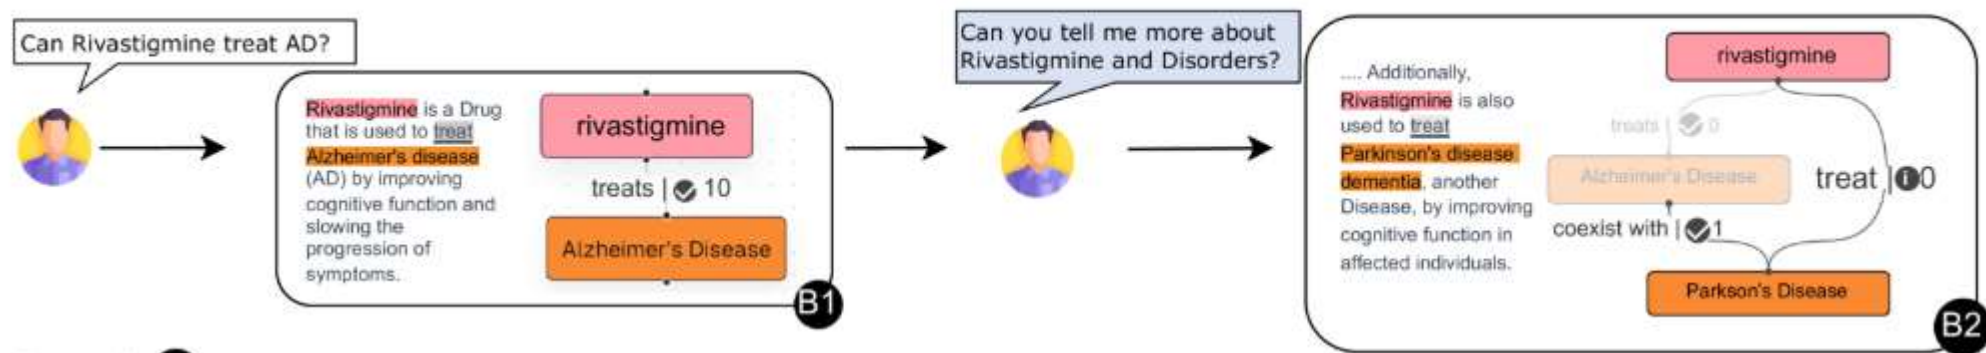 Can Rivastigmine treat AD?
Rivastigmine is a Drug
that is used to treat
Alzheimer's disease
(AD) by improving
cognitive function and
slowing the
progression of
symptoms.
rivastigmine
treats | 10
Alzheimer's Disease
B1
Can you tell me more about
Rivastigmine and Disorders?
.... Additionally,
Rivastigmine is also
used to treat
Parkinson's disease
dementia, another
Disease, by improving
cognitive function in
affected individuals.
rivastigmine
treats | 0
Alzheimer's Disease
treat | 0
coexist with | 1
Parkson's Disease
B2